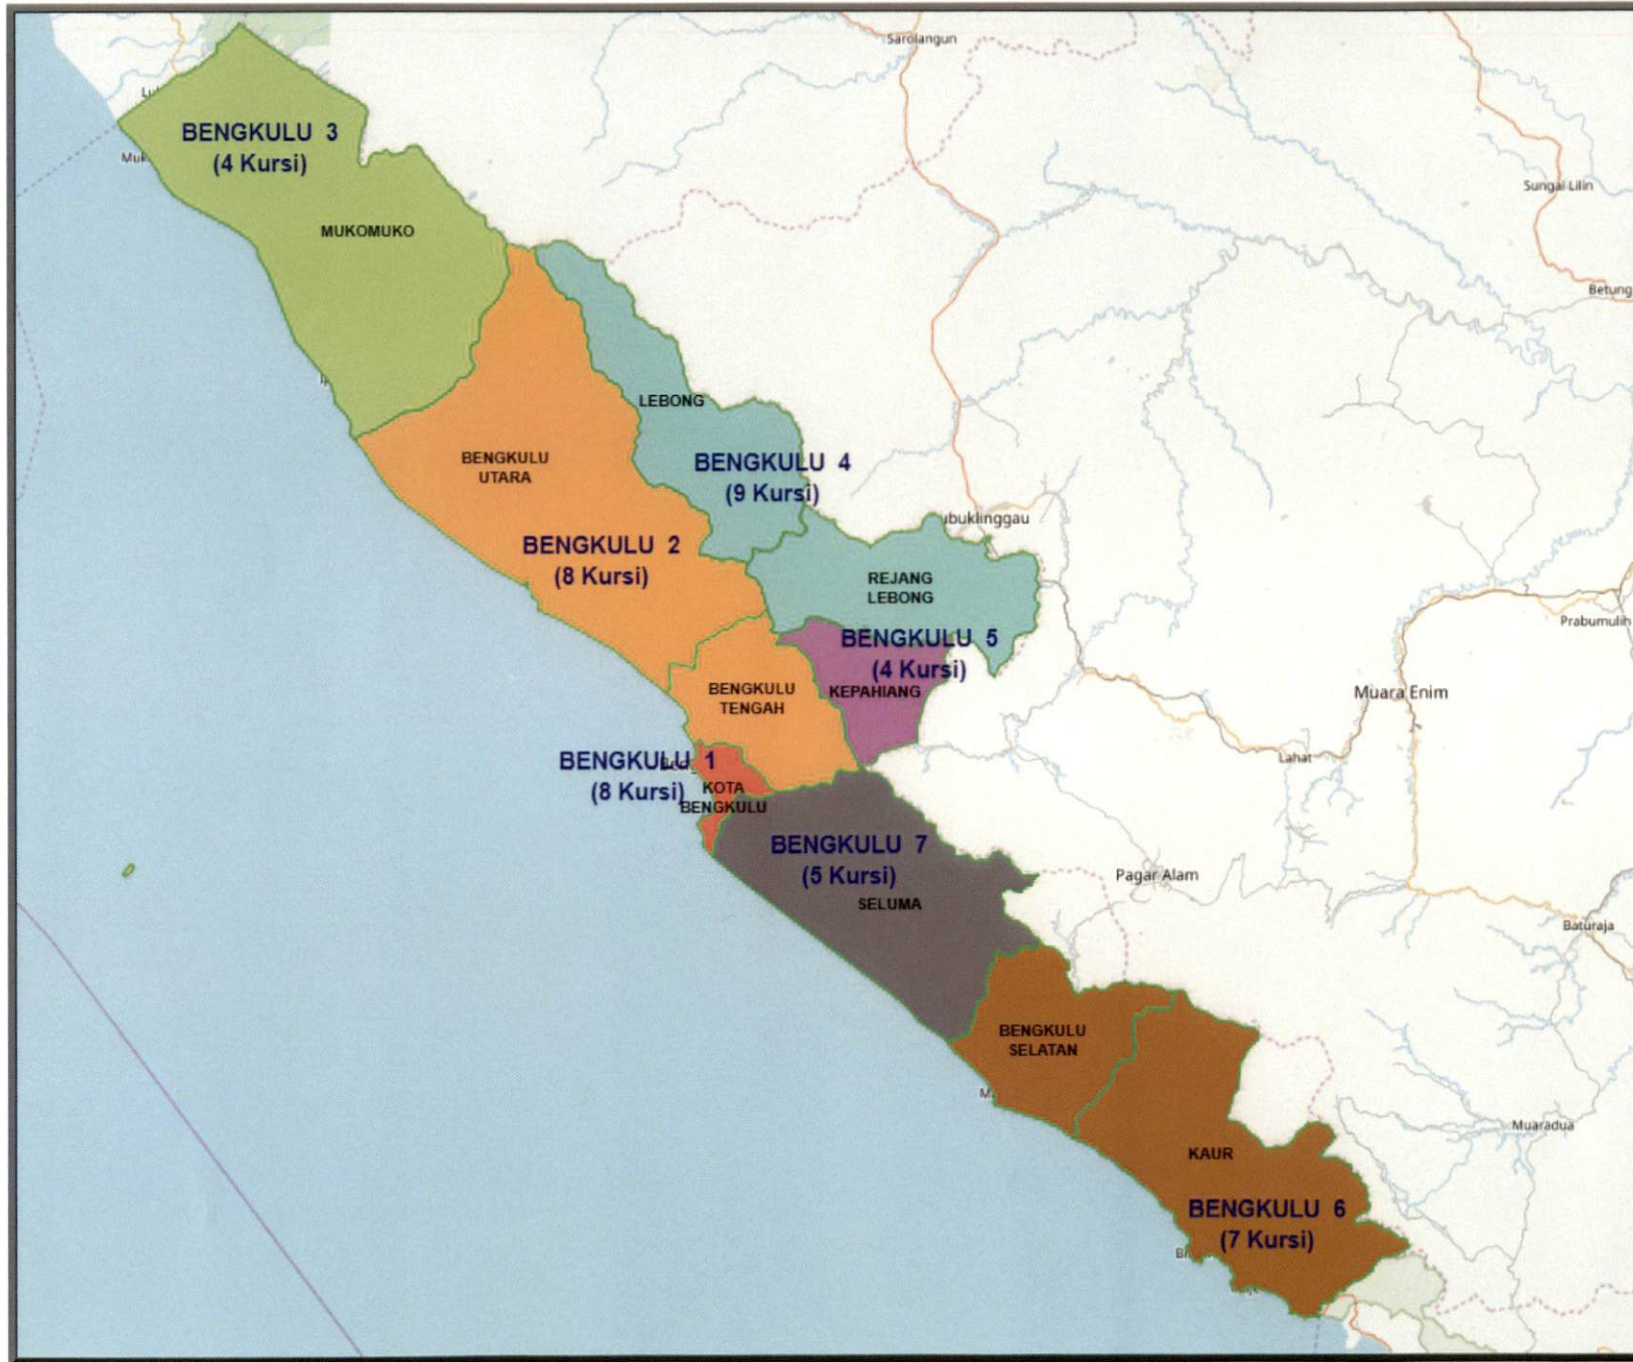 Sarolangun
BENGKULU 3
(4 Kursi)
Muk
Sungai Lilin
MUKOMUKO
Betung
LEBONG
BENGKULU
UTARA
BENGKULU 4
(9 Kursi)
ubuklinggau
BENGKULU 2
(8 Kursi)
REJANG
LEBONG
Prabumulih
BENGKULU 5
(4 Kursi)
KEPAHIANG
BENGKULU
TENGAH
Muara Enim
Lahat
BENGKULU 1
(8 Kursi)
KOTA
BENGKULU
BENGKULU 7
(5 Kursi)
SELUMA
Pagar Alam
Baturaja
BENGKULU
SELATAN
Muaradua
KAUR
BENGKULU 6
(7 Kursi)